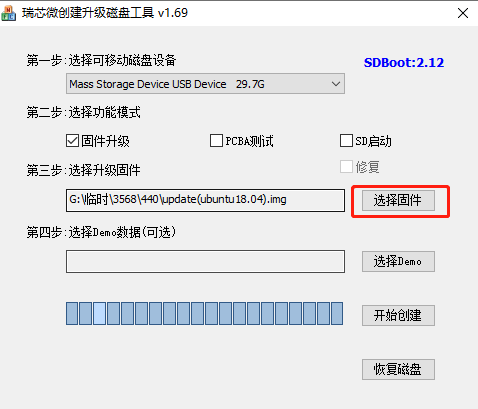 瑞芯微创建升级磁盘工具 v1.69
第一步:选择可移动磁盘设备
SDBoot:2.12
Mass Storage Device USB Device   29.7G
第二步:选择功能模式
固件升级 PCBA测试 SD启动
第三步:选择升级固件 修复
G:\临时\3568\440\update(ubuntu18.04).img 选择固件
第四步:选择Demo数据(可选)
选择Demo
开始创建
恢复磁盘